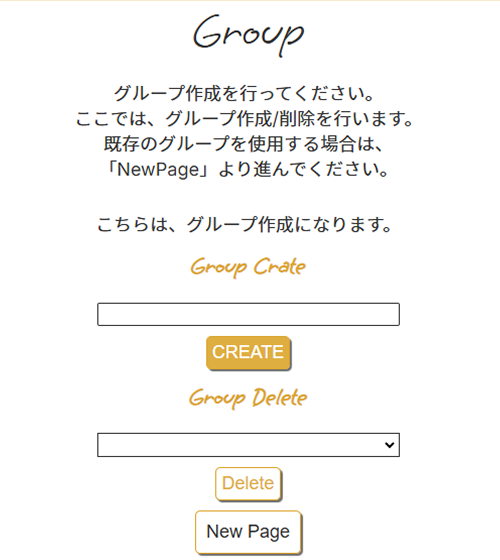 Group
グループ作成を行ってください。
ここでは、グループ作成/削除を行います。
既存のグループを使用する場合は、
「NewPage」より進んでください。
こちらは、グループ作成になります。
Group Crate
CREATE
Group Delete
Delete
New Page